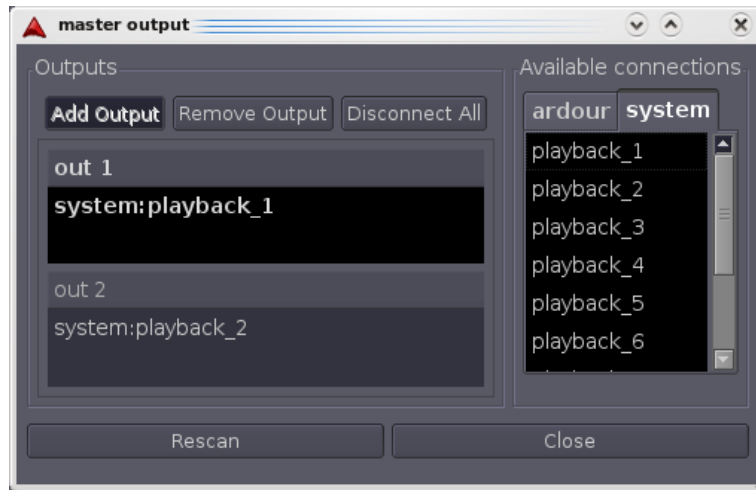 master output
Outputs
Add Output Remove Output Disconnect All
out 1
system:playback_1
out 2
system:playback_2
Available connections
ardour system
playback_1
playback_2
playback_3
playback_4
playback_5
playback_6
Rescan Close